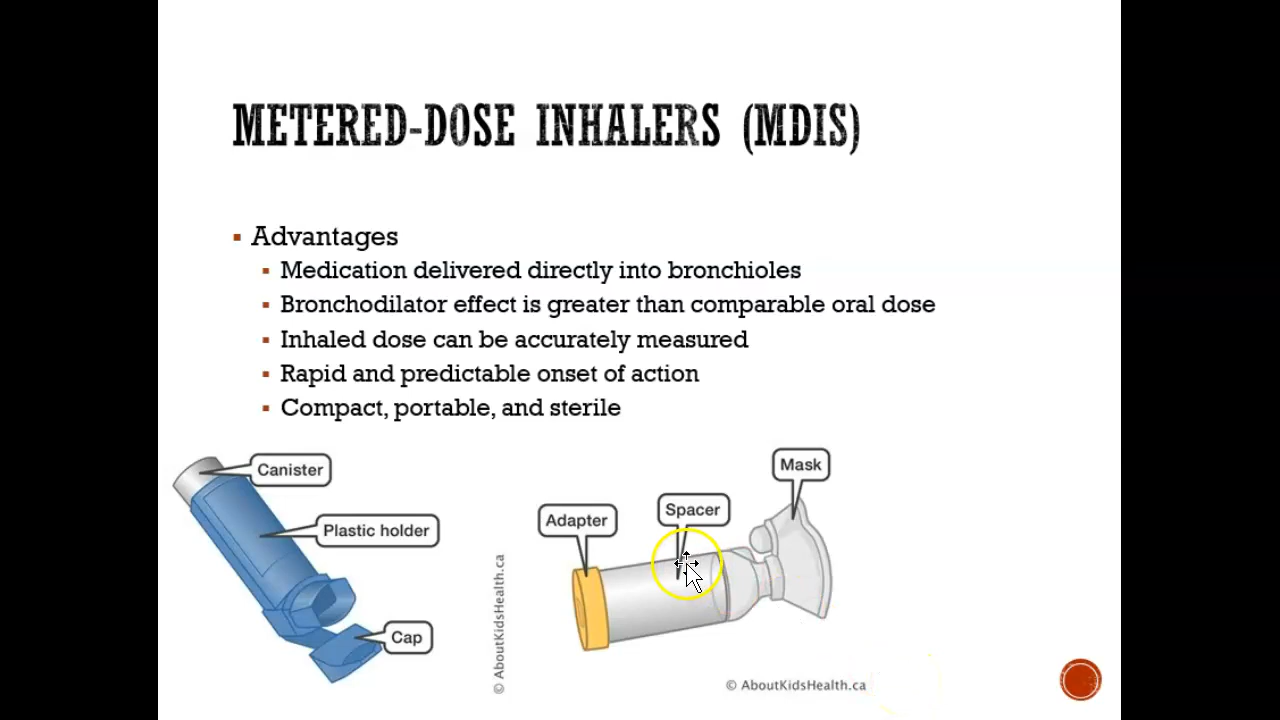 METERED-DOSE INHALERS (MDIS)
▪ Advantages
▪ Medication delivered directly into bronchioles
▪ Bronchodilator effect is greater than comparable oral dose
▪ Inhaled dose can be accurately measured
▪ Rapid and predictable onset of action
▪ Compact, portable, and sterile
Canister
Plastic holder
Cap
© AboutKidsHealth.ca
Adapter
Spacer
Mask
© AboutKidsHealth.ca